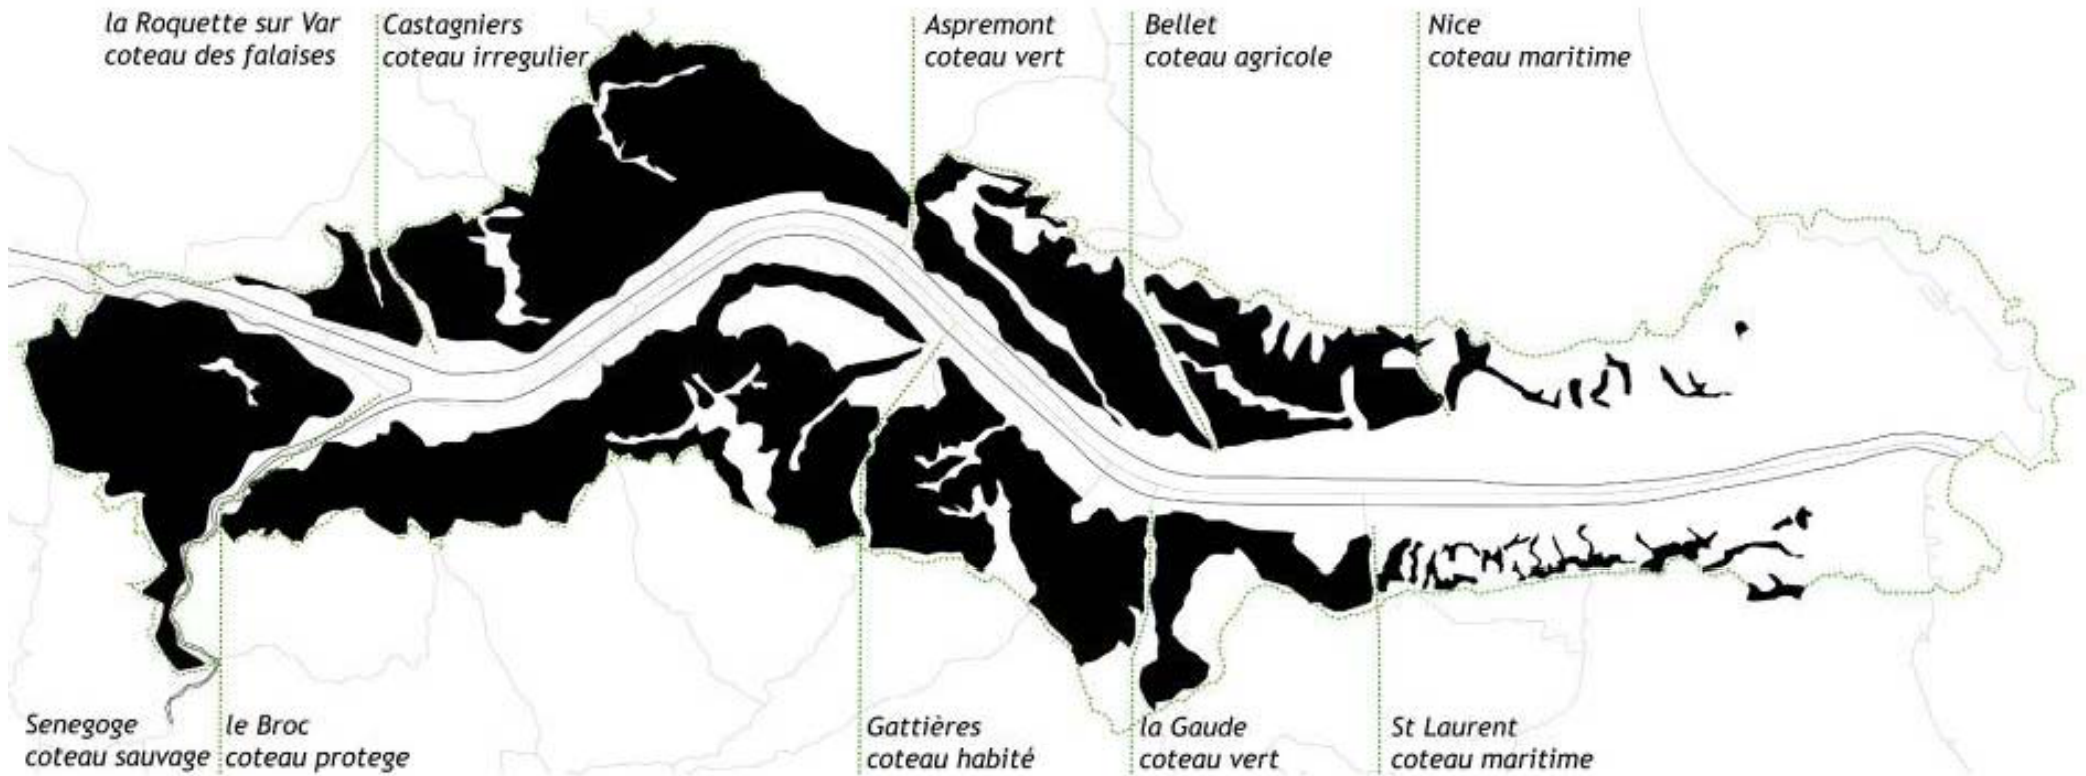 la Roquette sur Var
coteau des falaises
Castagniers
coteau irregulier
Aspremont
coteau vert
Bellet
coteau agricole
Nice
coteau maritime
Senegoge
coteau sauvage
le Broc
coteau protege
Gattières
coteau habité
la Gaude
coteau vert
St Laurent
coteau maritime